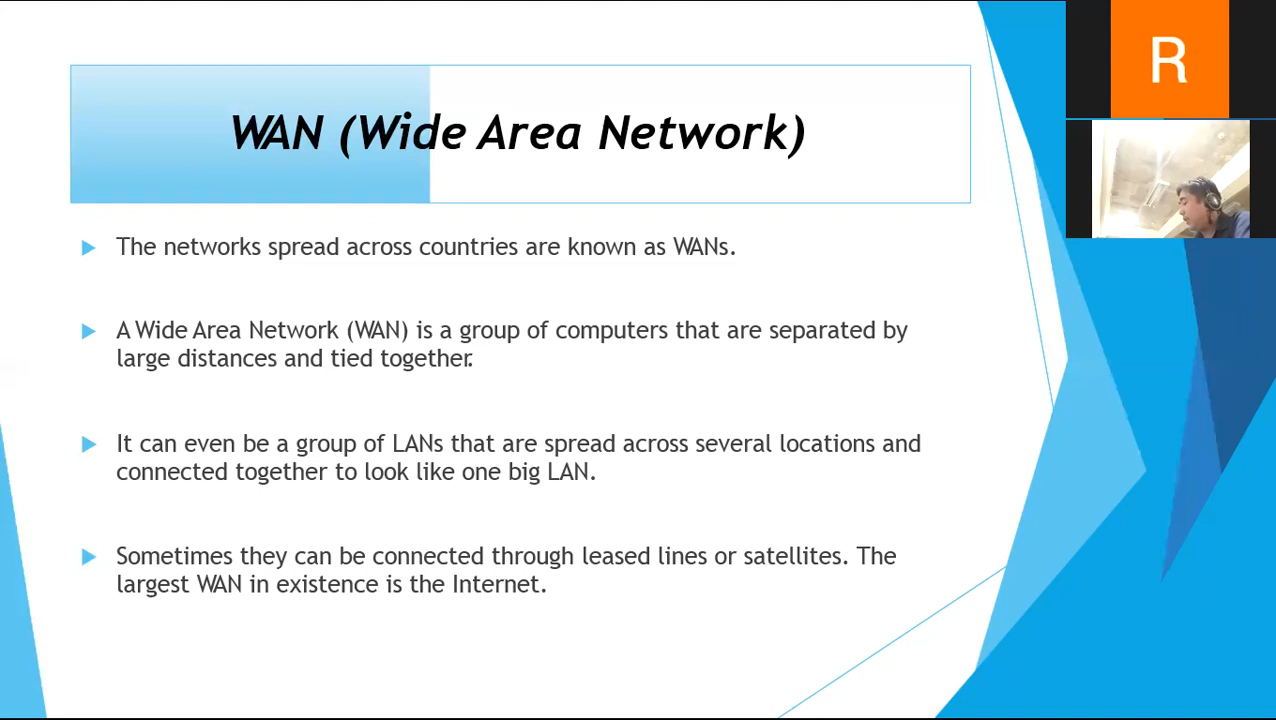 WAN (Wide Area Network)
R
The networks spread across countries are known as WANs.
A Wide Area Network (WAN) is a group of computers that are separated by
large distances and tied together.
It can even be a group of LANs that are spread across several locations and
connected together to look like one big LAN.
Sometimes they can be connected through leased lines or satellites. The
largest WAN in existence is the Internet.